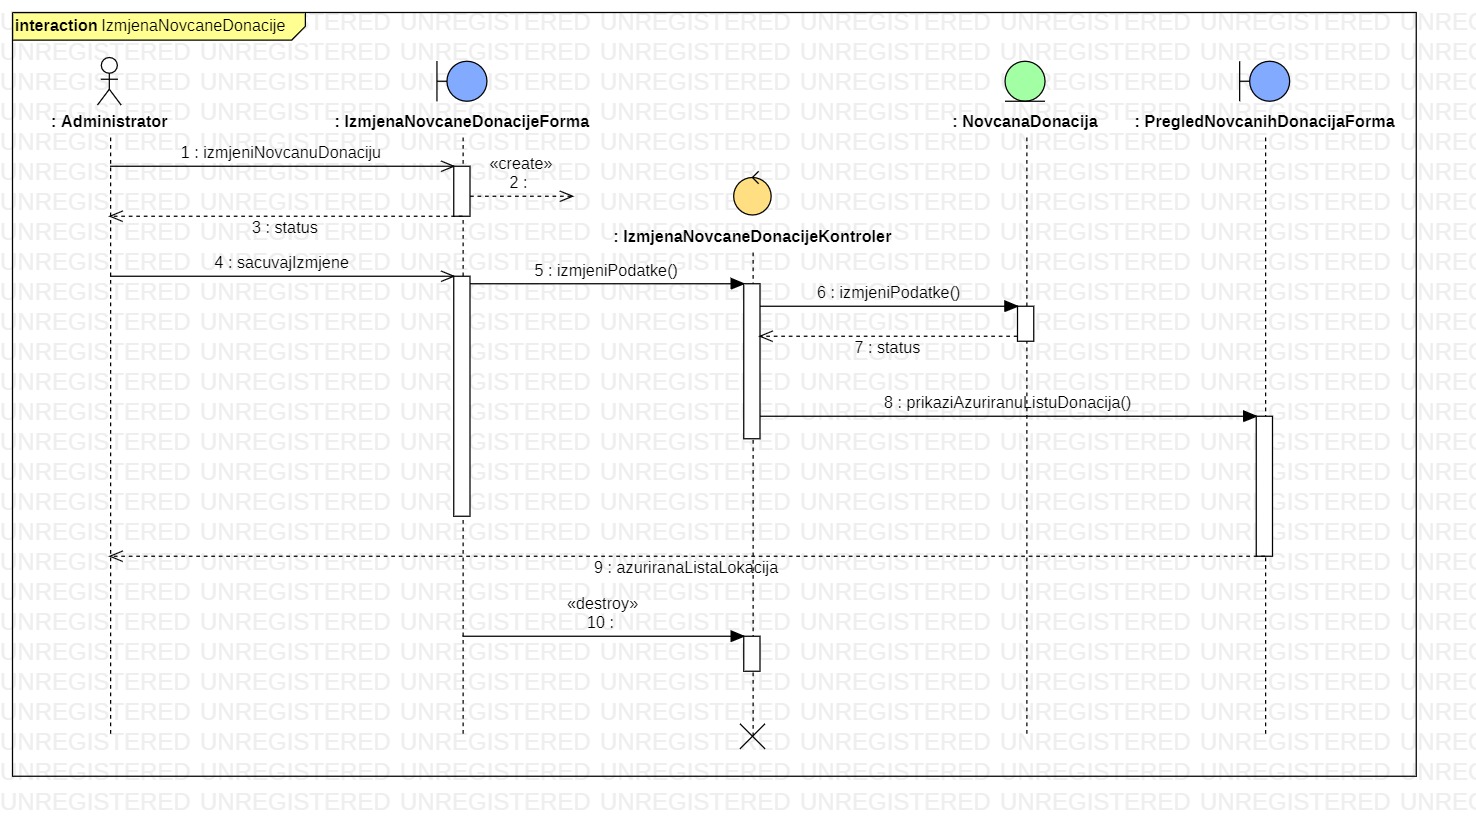 interaction IzmjenaNovcaneDonacije
: Administrator
: IzmjenaNovcaneDonacijeForma
: NovcanaDonacija
: PregledNovcanihDonacijaForma
1 : izmjeniNovcanuDonaciju
«create»
2 :
3 : status
: IzmjenaNovcaneDonacijeKontroler
4 : sacuvajIzmjene
5 : izmjeniPodatke()
6 : izmjeniPodatke()
7 : status
8 : prikaziAzuriranuListuDonacija()
9 : azuriranaListaLokacija
«destroy»
10 :
UNREGISTERED UNREGISTERED UNREGISTERED UNREGISTERED UNREGISTERED UNREGISTERED UNREGISTERED